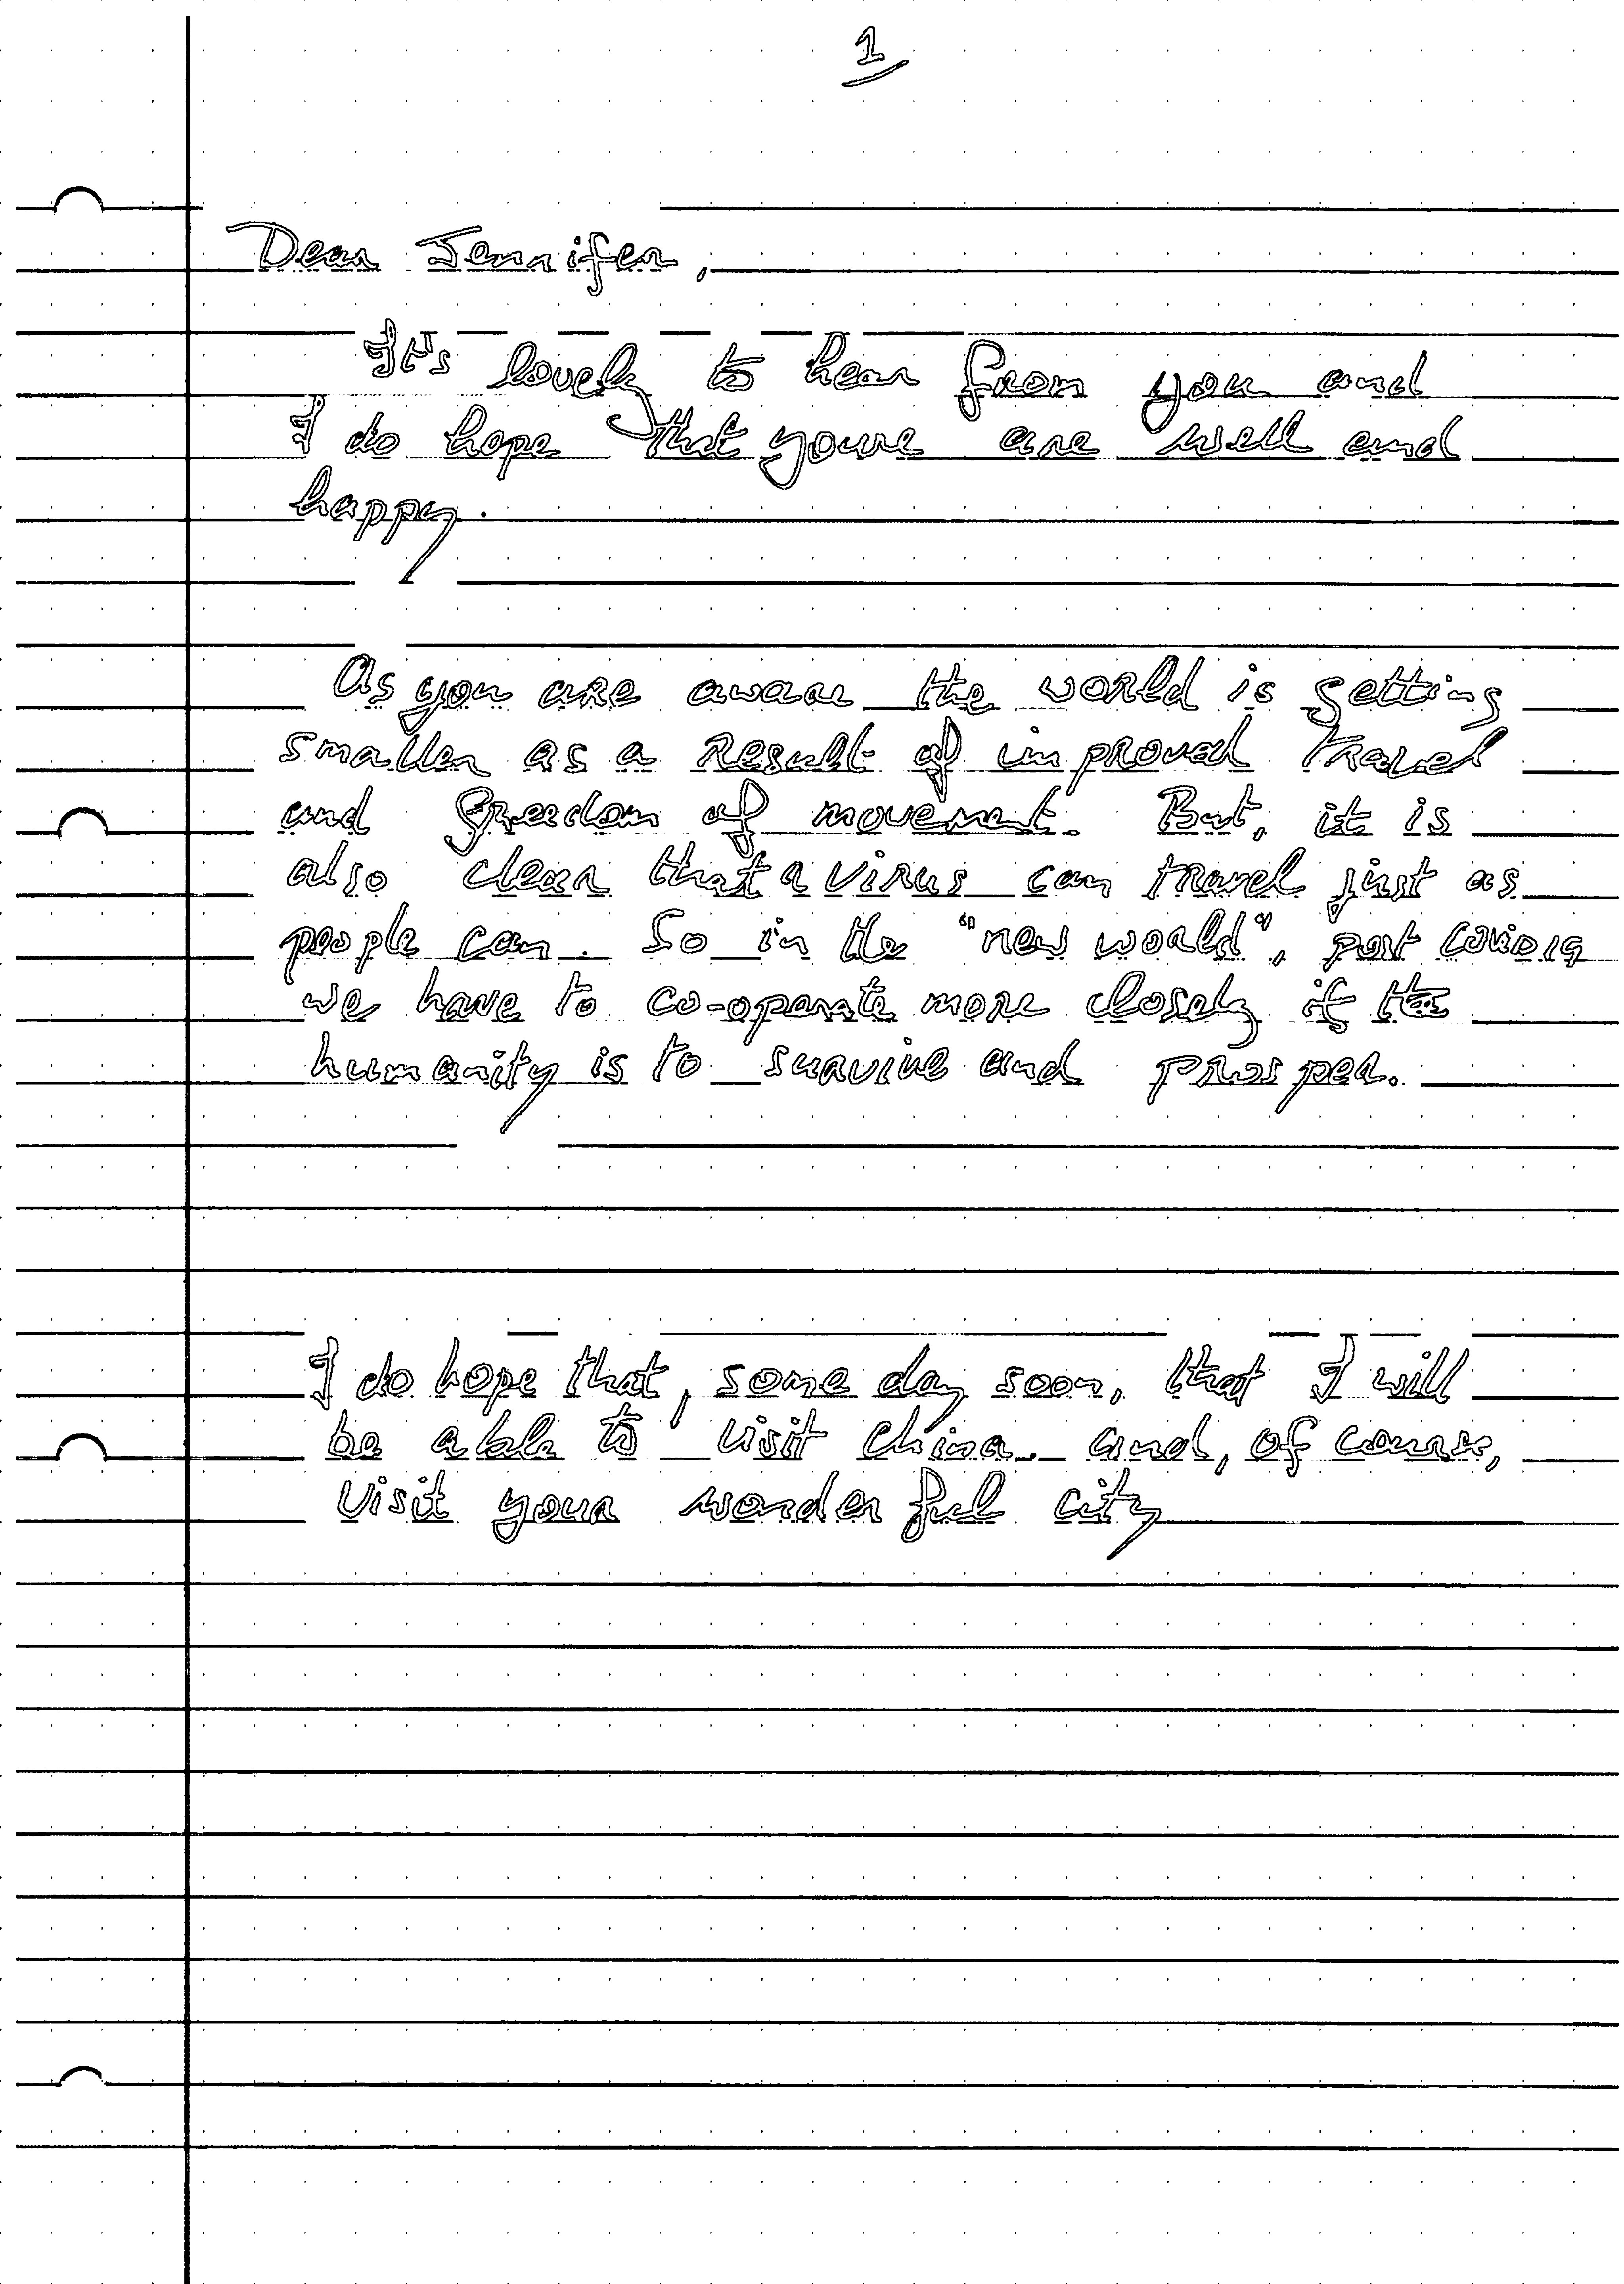 1
Dear Jennifer,
It's lovely to hear from you and
I do hope that youre are well and
happy.
As you are aware the world is getting
smaller as a result of improved travel
and freedom of movement. But, it is
also clear that a virus can travel just as
people can. So in the "new world", post COVID19
we have to co-operate more closely if the
humanity is to survive and prosper.
I do hope that, some day soon, that I will
be able to visit China. and, of course,
visit your wonderful city